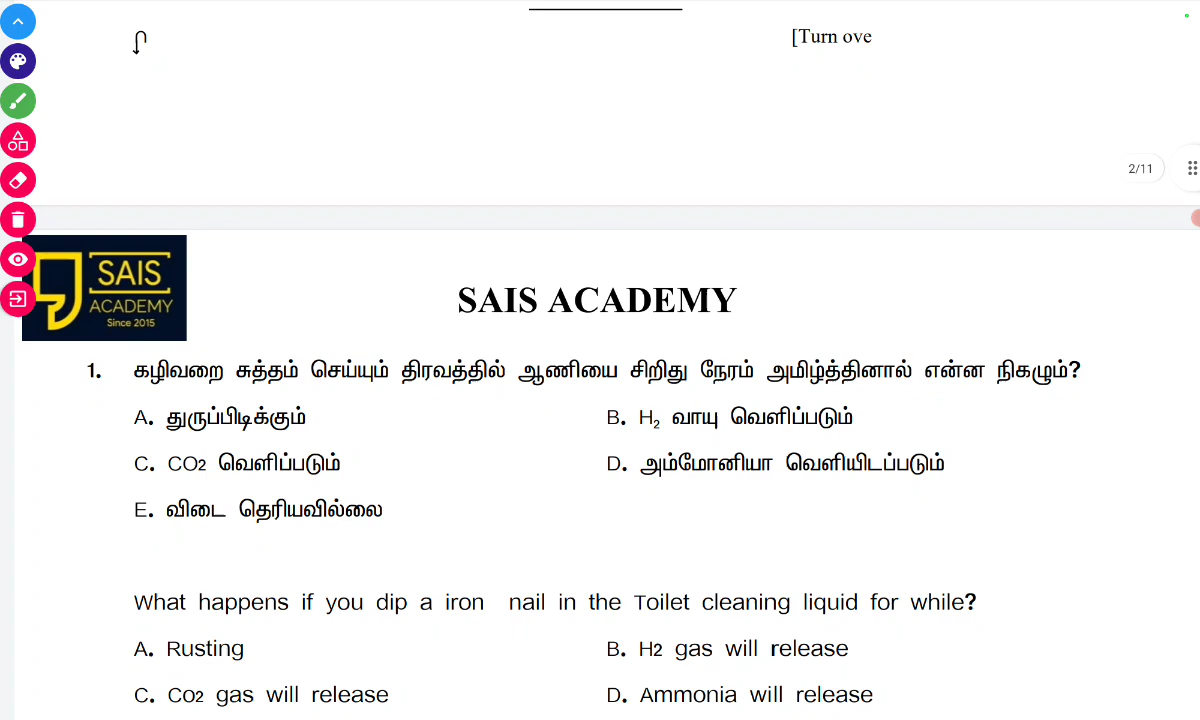 [Turn ove
2/11
SAIS
ACADEMY
Since 2015
SAIS ACADEMY
1. கழிவறை சுத்தம் செய்யும் திரவத்தில் ஆணியை சிறிது நேரம் அமிழ்த்தினால் என்ன நிகழும்?
A. துருப்பிடிக்கும் B. H₂ வாயு வெளிப்படும்
C. CO2 வெளிப்படும் D. அம்மோனியா வெளியிடப்படும்
E. விடை தெரியவில்லை
What happens if you dip a iron nail in the Toilet cleaning liquid for while?
A. Rusting B. H2 gas will release
C. Co2 gas will release D. Ammonia will release